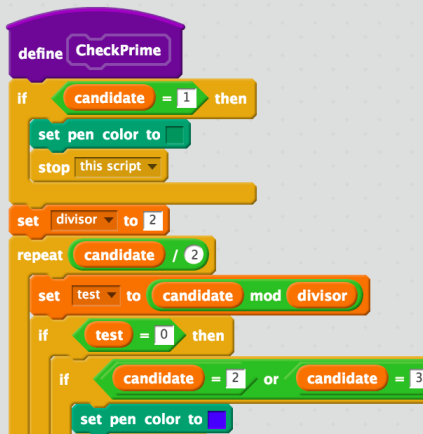 define CheckPrime
if candidate = 1 then
set pen color to
stop this script
set divisor to 2
repeat candidate / 2
set test to candidate mod divisor
if test = 0 then
if candidate = 2 or candidate = 3
set pen color to